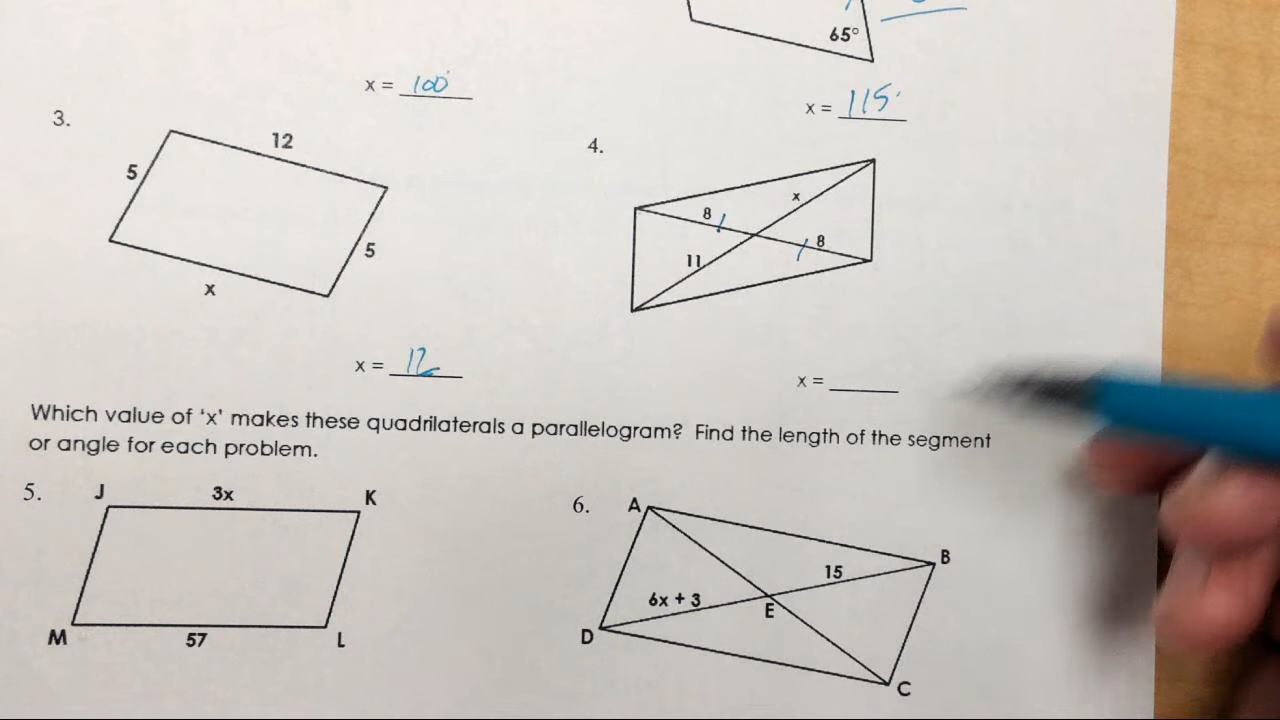 65°
x = 100°
x = 115°
3.
12
5
5
x
4.
8
x
8
11
x = 12
x = ____
Which value of ‘x’ makes these quadrilaterals a parallelogram? Find the length of the segment
or angle for each problem.
5.
J
3x
K
M
57
L
6.
A
B
15
6x + 3
E
D
C